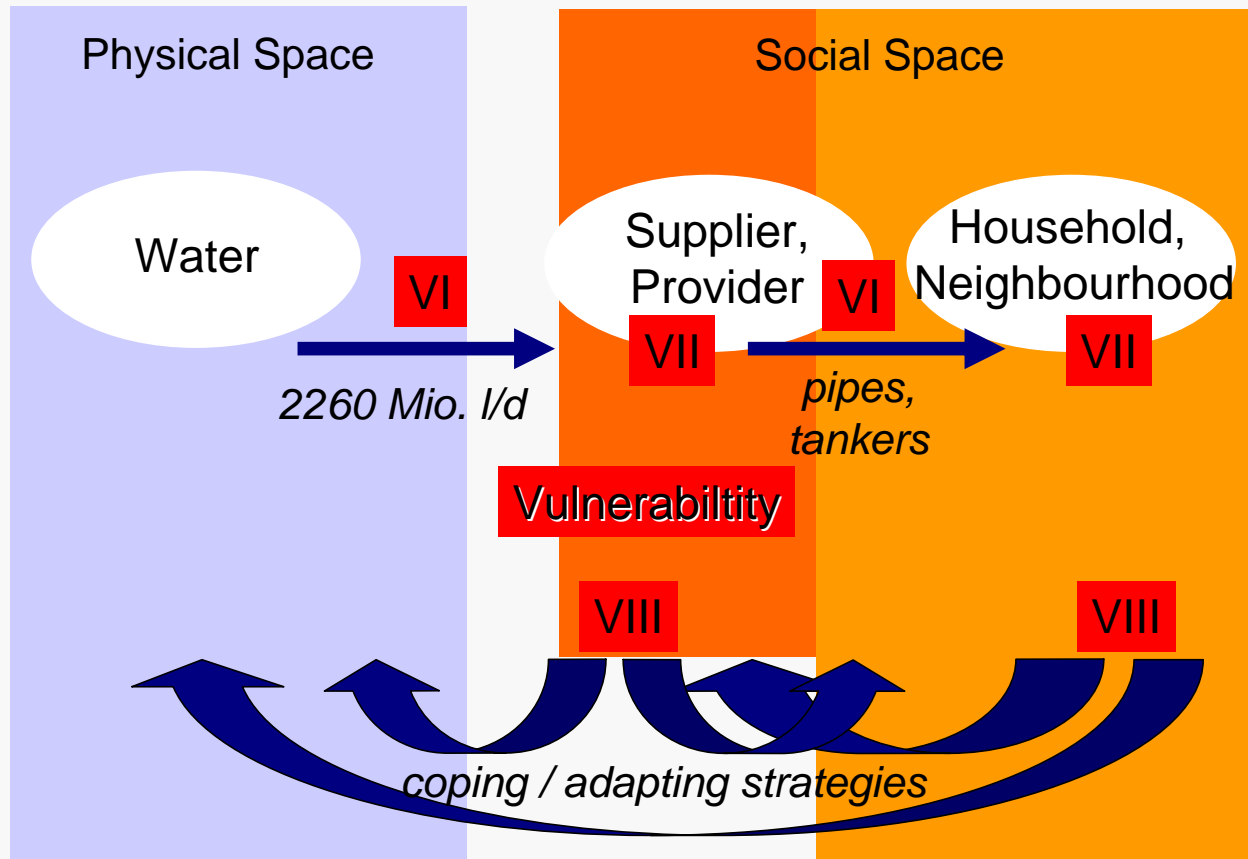 Physical Space
Social Space
Water
Supplier,
Provider
Household,
Neighbourhood
VI
VI
VII
VII
2260 Mio. l/d
pipes,
tankers
Vulnerabiltity
VIII
VIII
coping / adapting strategies